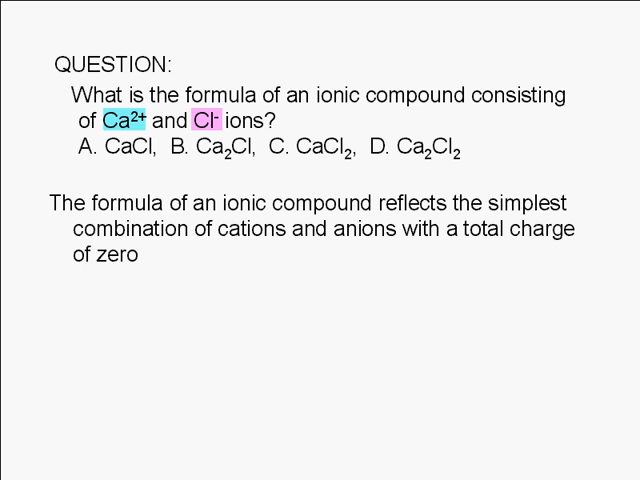 QUESTION:
What is the formula of an ionic compound consisting
of Ca²⁺ and Cl⁻ ions?
A. CaCl, B. Ca₂Cl, C. CaCl₂, D. Ca₂Cl₂
The formula of an ionic compound reflects the simplest
combination of cations and anions with a total charge
of zero